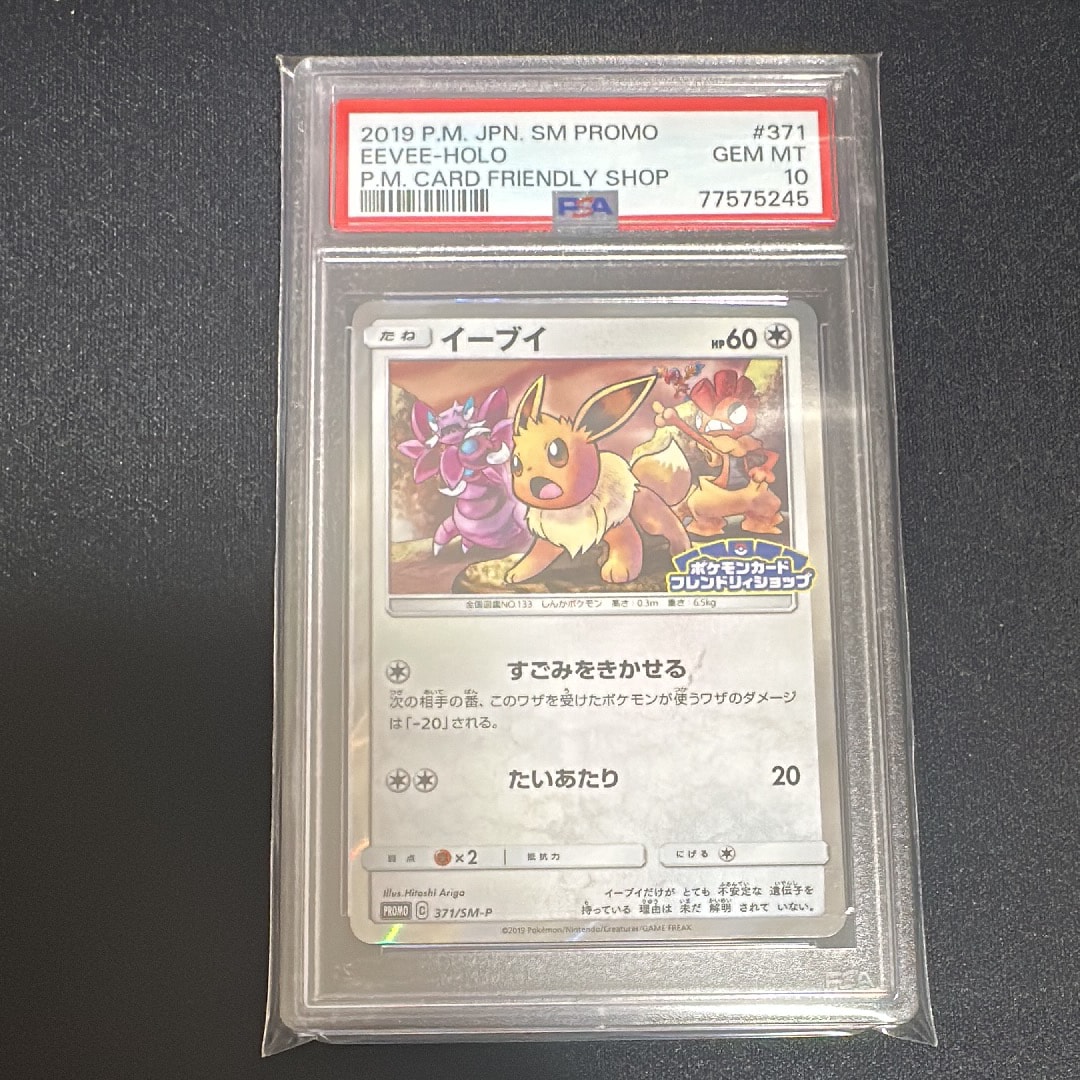 2019 P.M. JPN. SM PROMO #371
EEVEE-HOLO GEM MT
P.M. CARD FRIENDLY SHOP 10
PSA 77575245
たね イーブイ HP60
ポケモンカード
フレンドリィショップ
全国図鑑NO.133 しんかポケモン 高さ:0.3m 重さ:6.5kg
すごみをきかせる
次の相手の番、このワザを受けたポケモンが使うワザのダメージ
は「-20」される。
たいあたり 20
弱点 ×2 抵抗力 にげる
Illus. Hitoshi Ariga
イーブイだけが とても 不安定な 遺伝子を
持っている 理由は 未だ 解明 されて いない。
PROMO C 371/SM-P
©2019 Pokémon/Nintendo/Creatures/GAME FREAK
PSA